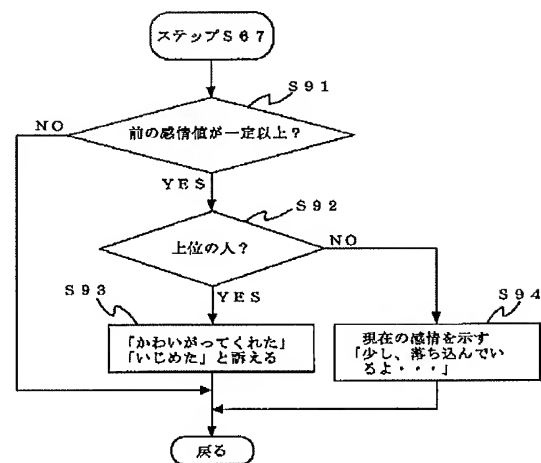 ステップS67
S91
前の感情値が一定以上?
NO
YES
S92
上位の人?
NO
YES
S93
「かわいがってくれた」
「いじめた」と訴える
S94
現在の感情を示す
「少し、落ち込んでい
るよ・・・」
戻る